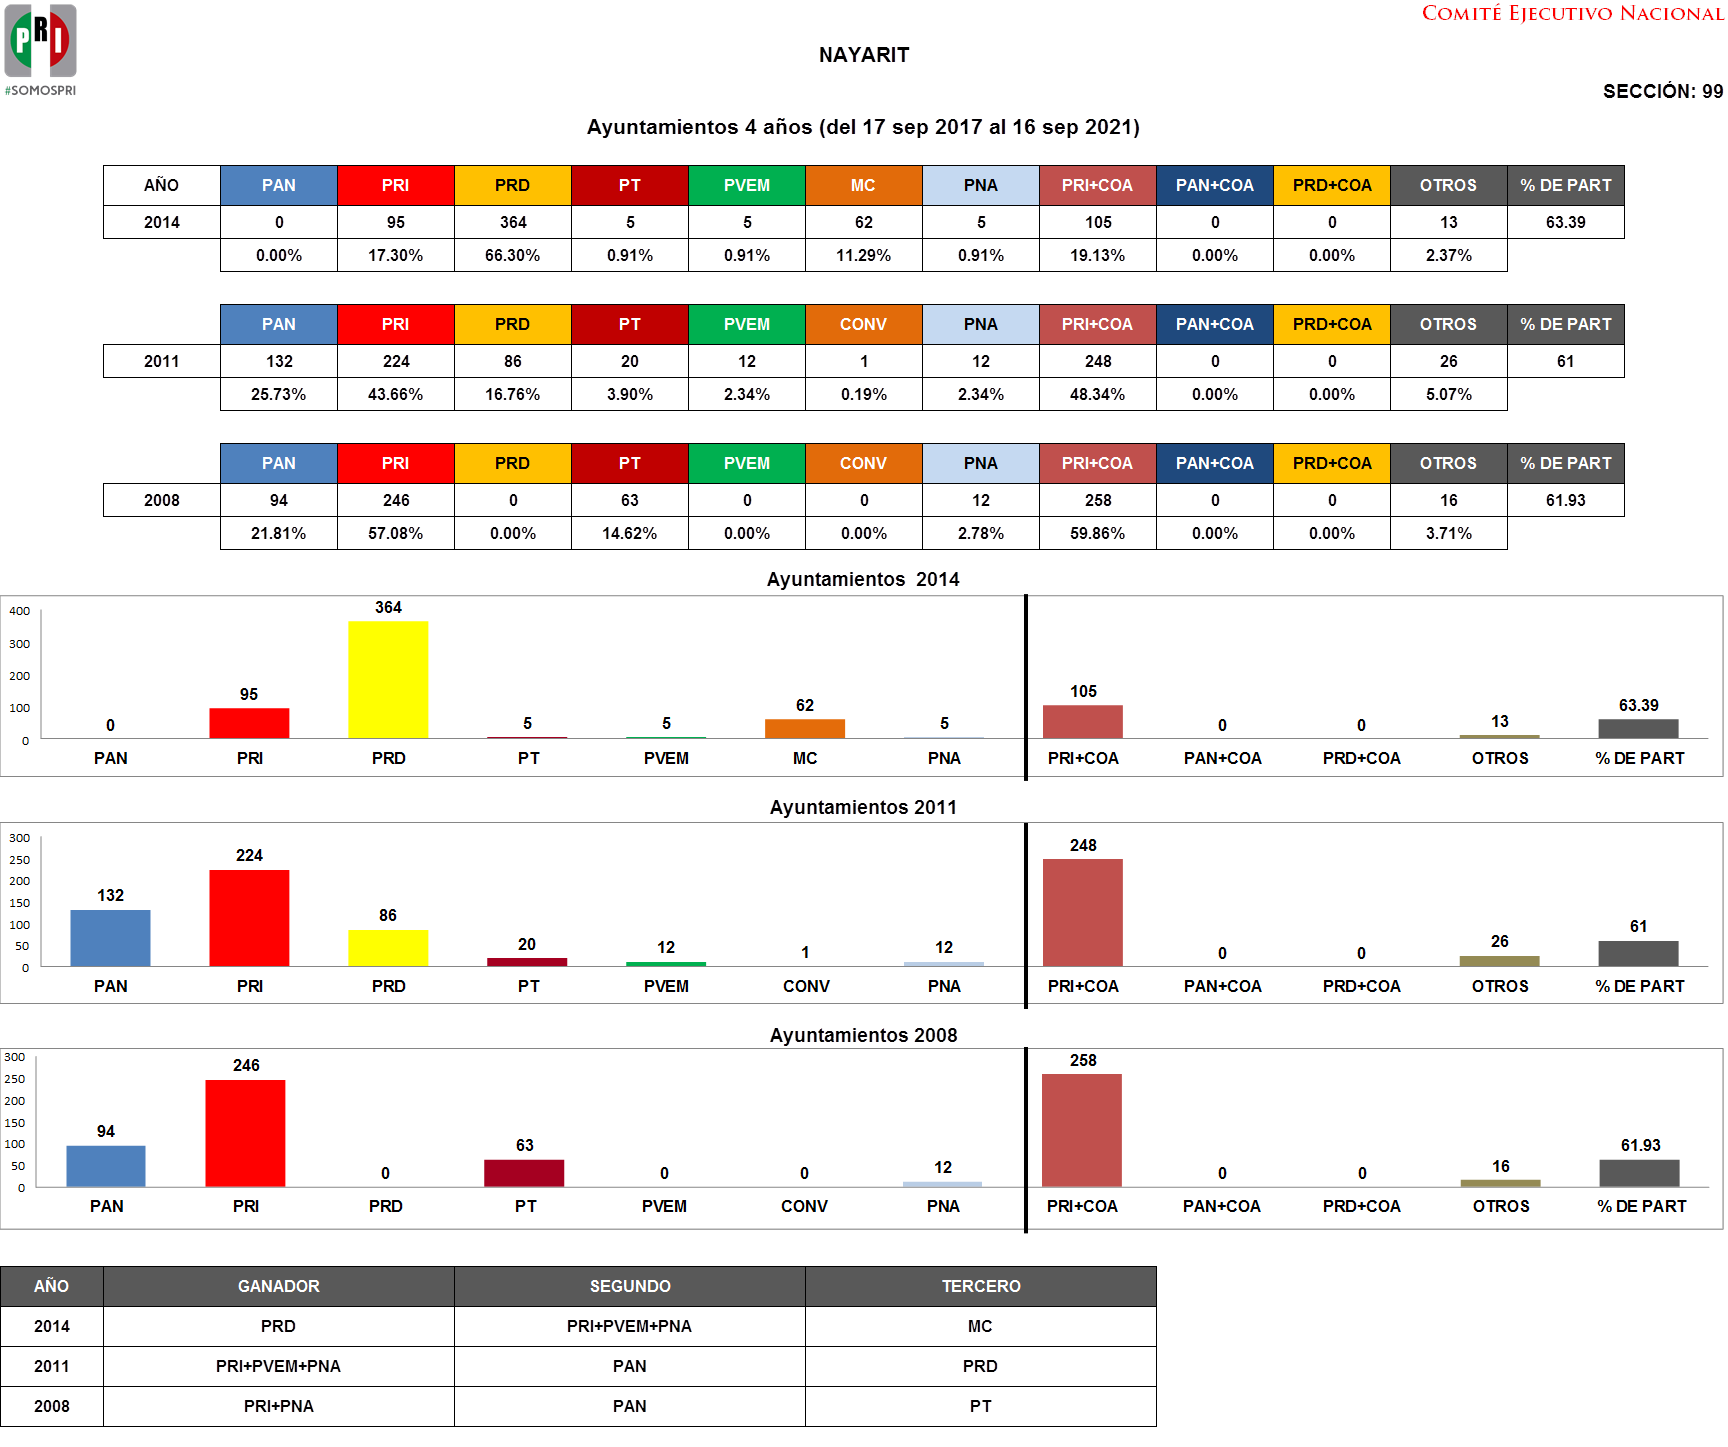 PRI
#SOMOSPRI
COMITÉ EJECUTIVO NACIONAL
NAYARIT
SECCIÓN: 99
Ayuntamientos 4 años (del 17 sep 2017 al 16 sep 2021)
AÑO PAN PRI PRD PT PVEM MC PNA PRI+COA PAN+COA PRD+COA OTROS % DE PART
2014 0 95 364 5 5 62 5 105 0 0 13 63.39
0.00% 17.30% 66.30% 0.91% 0.91% 11.29% 0.91% 19.13% 0.00% 0.00% 2.37%
PAN PRI PRD PT PVEM CONV PNA PRI+COA PAN+COA PRD+COA OTROS % DE PART
2011 132 224 86 20 12 1 12 248 0 0 26 61
25.73% 43.66% 16.76% 3.90% 2.34% 0.19% 2.34% 48.34% 0.00% 0.00% 5.07%
PAN PRI PRD PT PVEM CONV PNA PRI+COA PAN+COA PRD+COA OTROS % DE PART
2008 94 246 0 63 0 0 12 258 0 0 16 61.93
21.81% 57.08% 0.00% 14.62% 0.00% 0.00% 2.78% 59.86% 0.00% 0.00% 3.71%
Ayuntamientos 2014
400
300
200
100
0
0 95 364 5 5 62 5 105 0 0 13 63.39
PAN PRI PRD PT PVEM MC PNA PRI+COA PAN+COA PRD+COA OTROS % DE PART
Ayuntamientos 2011
300
250
200
150
100
50
0
132 224 86 20 12 1 12 248 0 0 26 61
PAN PRI PRD PT PVEM CONV PNA PRI+COA PAN+COA PRD+COA OTROS % DE PART
Ayuntamientos 2008
300
250
200
150
100
50
0
94 246 0 63 0 0 12 258 0 0 16 61.93
PAN PRI PRD PT PVEM CONV PNA PRI+COA PAN+COA PRD+COA OTROS % DE PART
AÑO GANADOR SEGUNDO TERCERO
2014 PRD PRI+PVEM+PNA MC
2011 PRI+PVEM+PNA PAN PRD
2008 PRI+PNA PAN PT